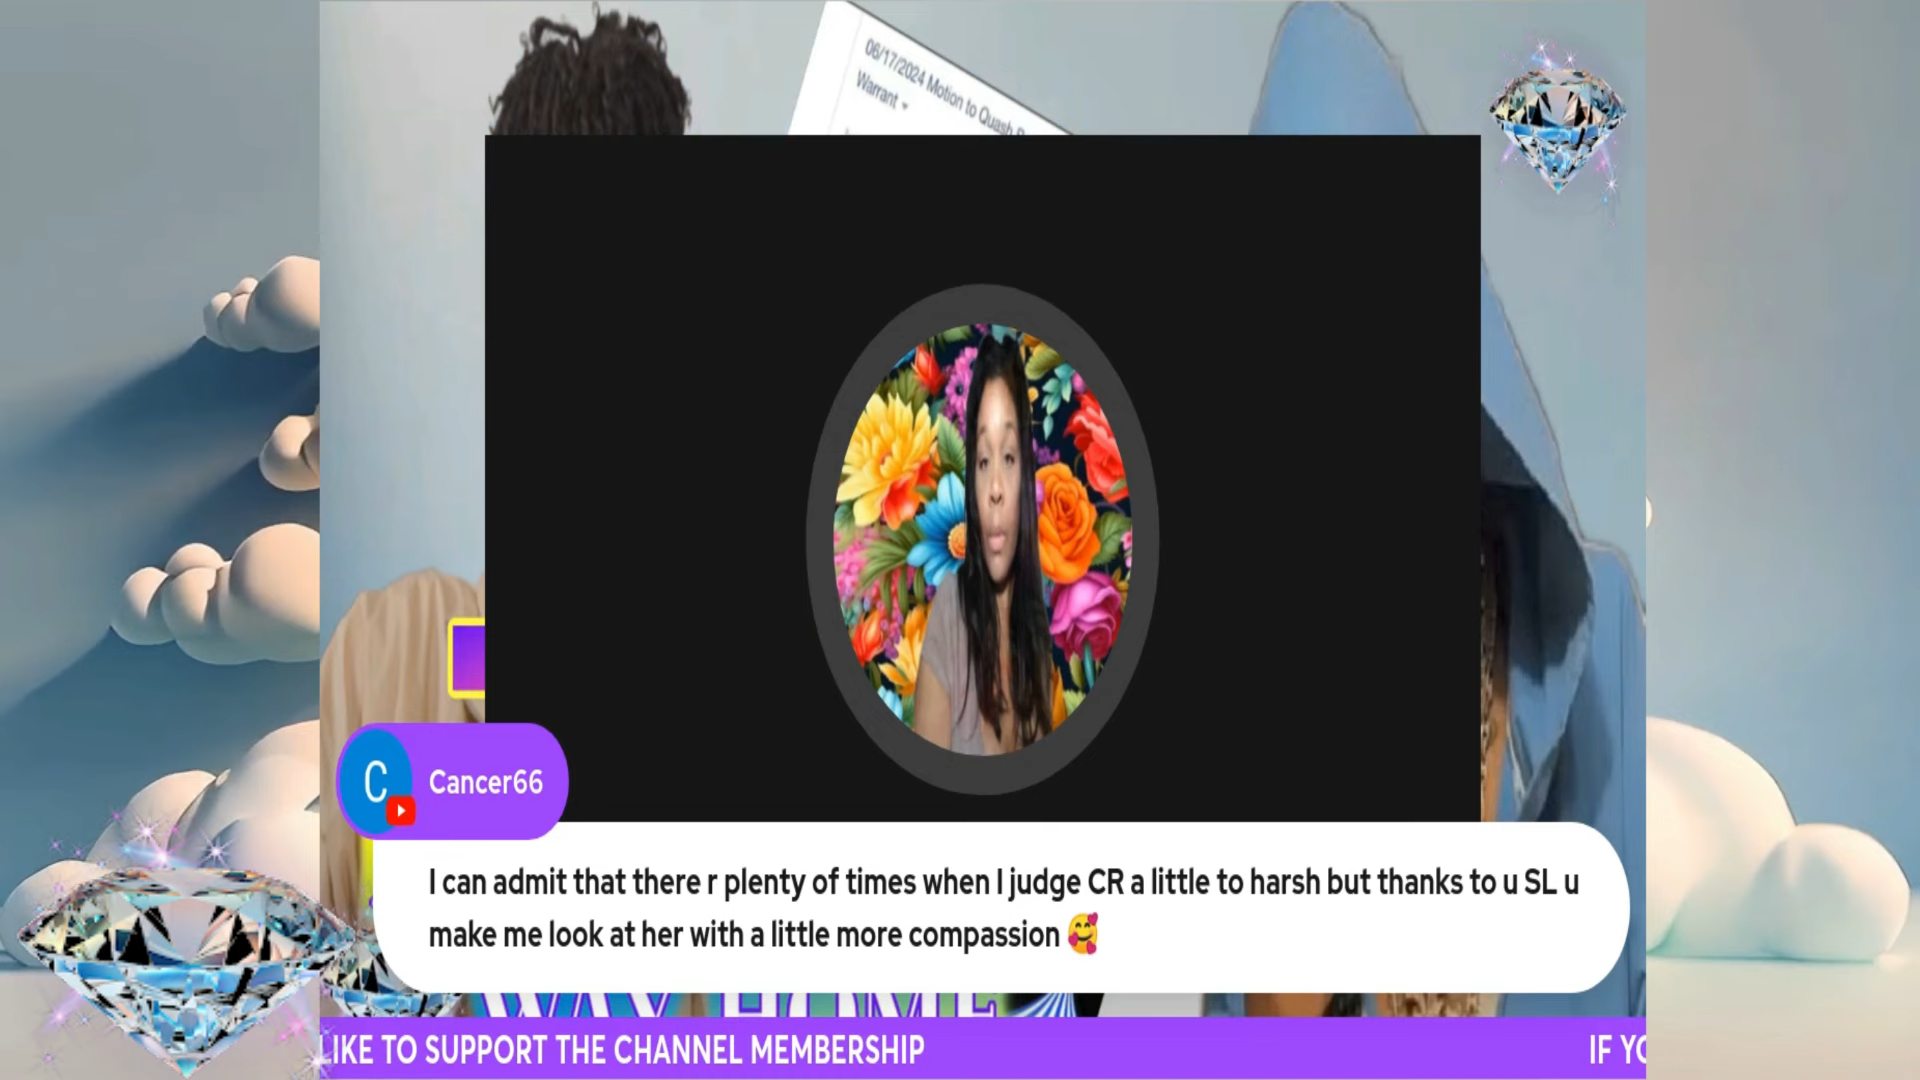 06/17/2024 Motion to Quash
Warrant
C
Cancer66
I can admit that there r plenty of times when I judge CR a little to harsh but thanks to u SL u
make me look at her with a little more compassion 🥰
WAY HOME
LIKE TO SUPPORT THE CHANNEL MEMBERSHIP
IF YO